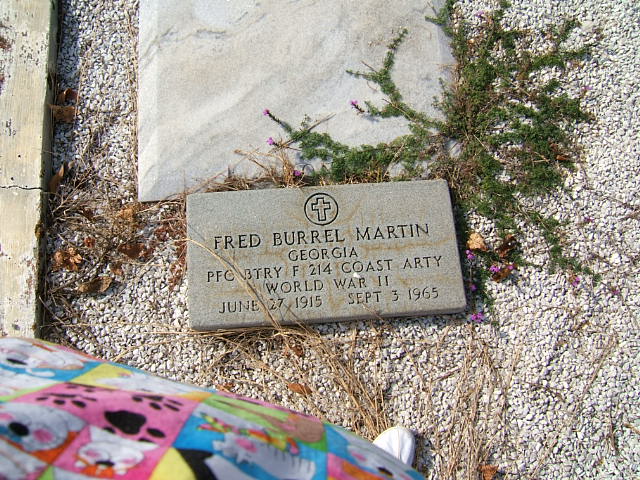 FRED BURREL MARTIN
GEORGIA
PFC BTRY F 214 COAST ARTY
WORLD WAR II
JUNE 27 1915 SEPT 3 1965